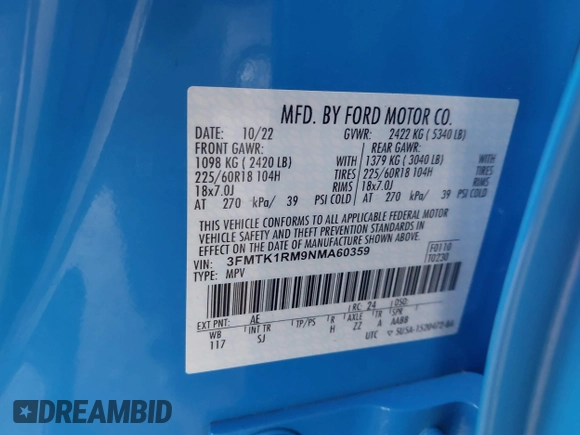 MFD. BY FORD MOTOR CO.
DATE: 10/22 GVWR: 2422 KG ( 5340 LB)
FRONT GAWR: REAR GAWR:
1098 KG ( 2420 LB) WITH 1379 KG ( 3040 LB) WITH
225/60R18 104H TIRES 225/60R18 104H TIRES
18x7.0J RIMS 18x7.0J RIMS
AT 270 kPa/ 39 PSI COLD AT 270 kPa/ 39 PSI COLD
THIS VEHICLE CONFORMS TO ALL APPLICABLE FEDERAL MOTOR
VEHICLE SAFETY AND THEFT PREVENTION STANDARDS IN
EFFECT ON THE DATE OF MANUFACTURE SHOWN ABOVE.
VIN: 3FMTK1RM9NMA60359 F0110
TYPE: MPV T0230
EXT PNT: AE RC: 24 DSO:
WB INT TR TP/PS R AXLE TR SPR
117 SJ H Z2 A AABB
UTC
DREAMBID